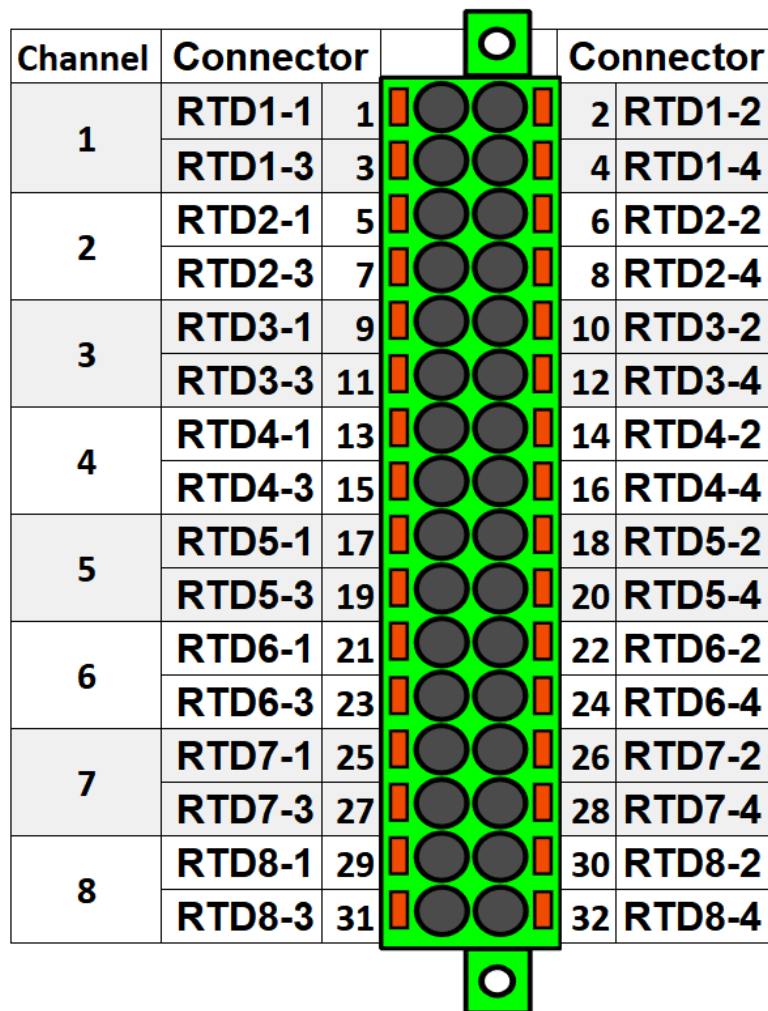 Channel Connector Connector
1
RTD1-1 1 2 RTD1-2
RTD1-3 3 4 RTD1-4
2
RTD2-1 5 6 RTD2-2
RTD2-3 7 8 RTD2-4
3
RTD3-1 9 10 RTD3-2
RTD3-3 11 12 RTD3-4
4
RTD4-1 13 14 RTD4-2
RTD4-3 15 16 RTD4-4
5
RTD5-1 17 18 RTD5-2
RTD5-3 19 20 RTD5-4
6
RTD6-1 21 22 RTD6-2
RTD6-3 23 24 RTD6-4
7
RTD7-1 25 26 RTD7-2
RTD7-3 27 28 RTD7-4
8
RTD8-1 29 30 RTD8-2
RTD8-3 31 32 RTD8-4